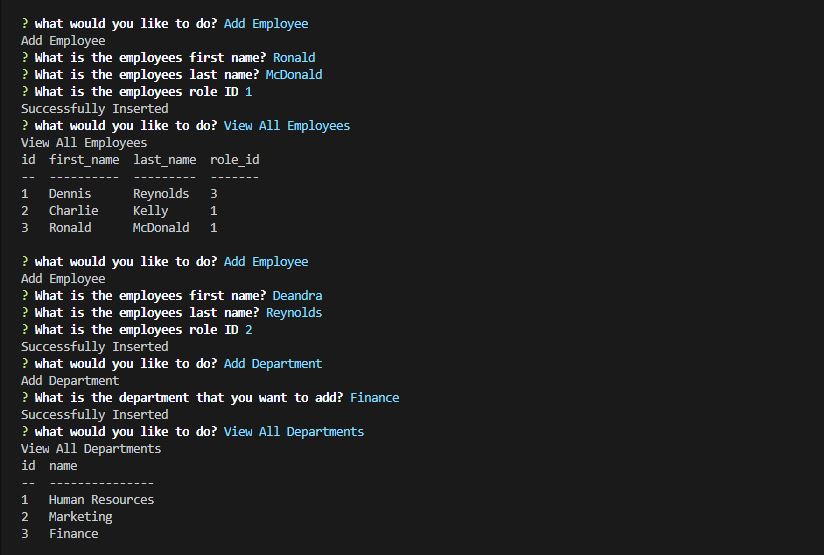 ? what would you like to do? Add Employee
Add Employee
? What is the employees first name? Ronald
? What is the employees last name? McDonald
? What is the employees role ID 1
Successfully Inserted
? what would you like to do? View All Employees
View All Employees
id  first_name  last_name  role_id
--  ----------  ---------  -------
1   Dennis      Reynolds   3
2   Charlie     Kelly      1
3   Ronald      McDonald   1

? what would you like to do? Add Employee
Add Employee
? What is the employees first name? Deandra
? What is the employees last name? Reynolds
? What is the employees role ID 2
Successfully Inserted
? what would you like to do? Add Department
Add Department
? What is the department that you want to add? Finance
Successfully Inserted
? what would you like to do? View All Departments
View All Departments
id  name
--  ---------------
1   Human Resources
2   Marketing
3   Finance